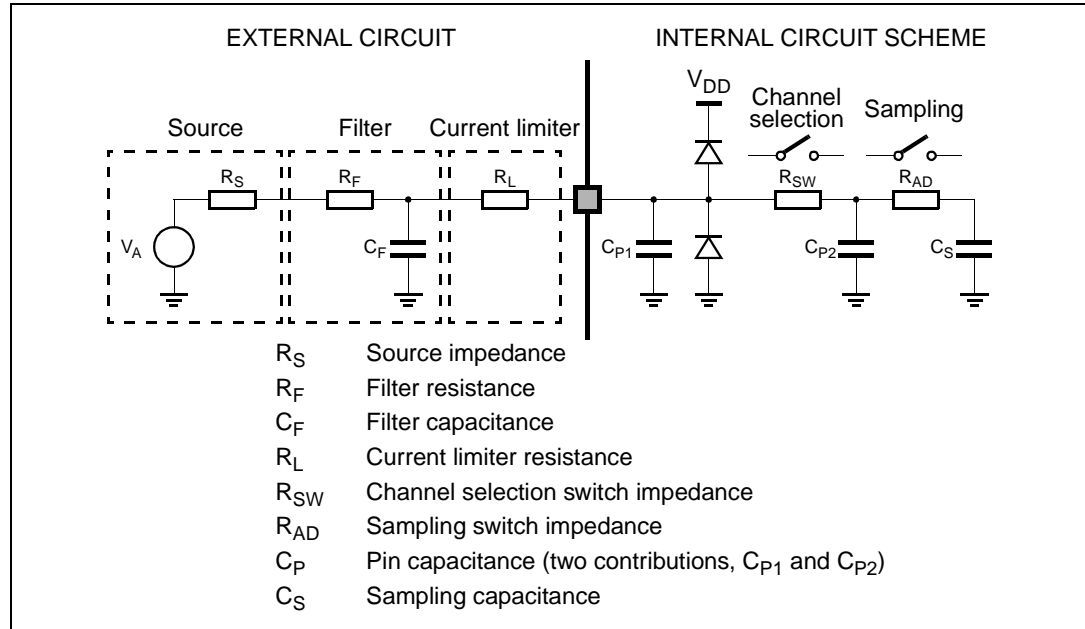 EXTERNAL CIRCUIT
INTERNAL CIRCUIT SCHEME
VDD
Channel
selection
Sampling
Source
Filter
Current limiter
RS
RF
RL
RSW
RAD
VA
CF
CP1
CP2
CS
RS Source impedance
RF Filter resistance
CF Filter capacitance
RL Current limiter resistance
RSW Channel selection switch impedance
RAD Sampling switch impedance
CP Pin capacitance (two contributions, CP1 and CP2)
CS Sampling capacitance